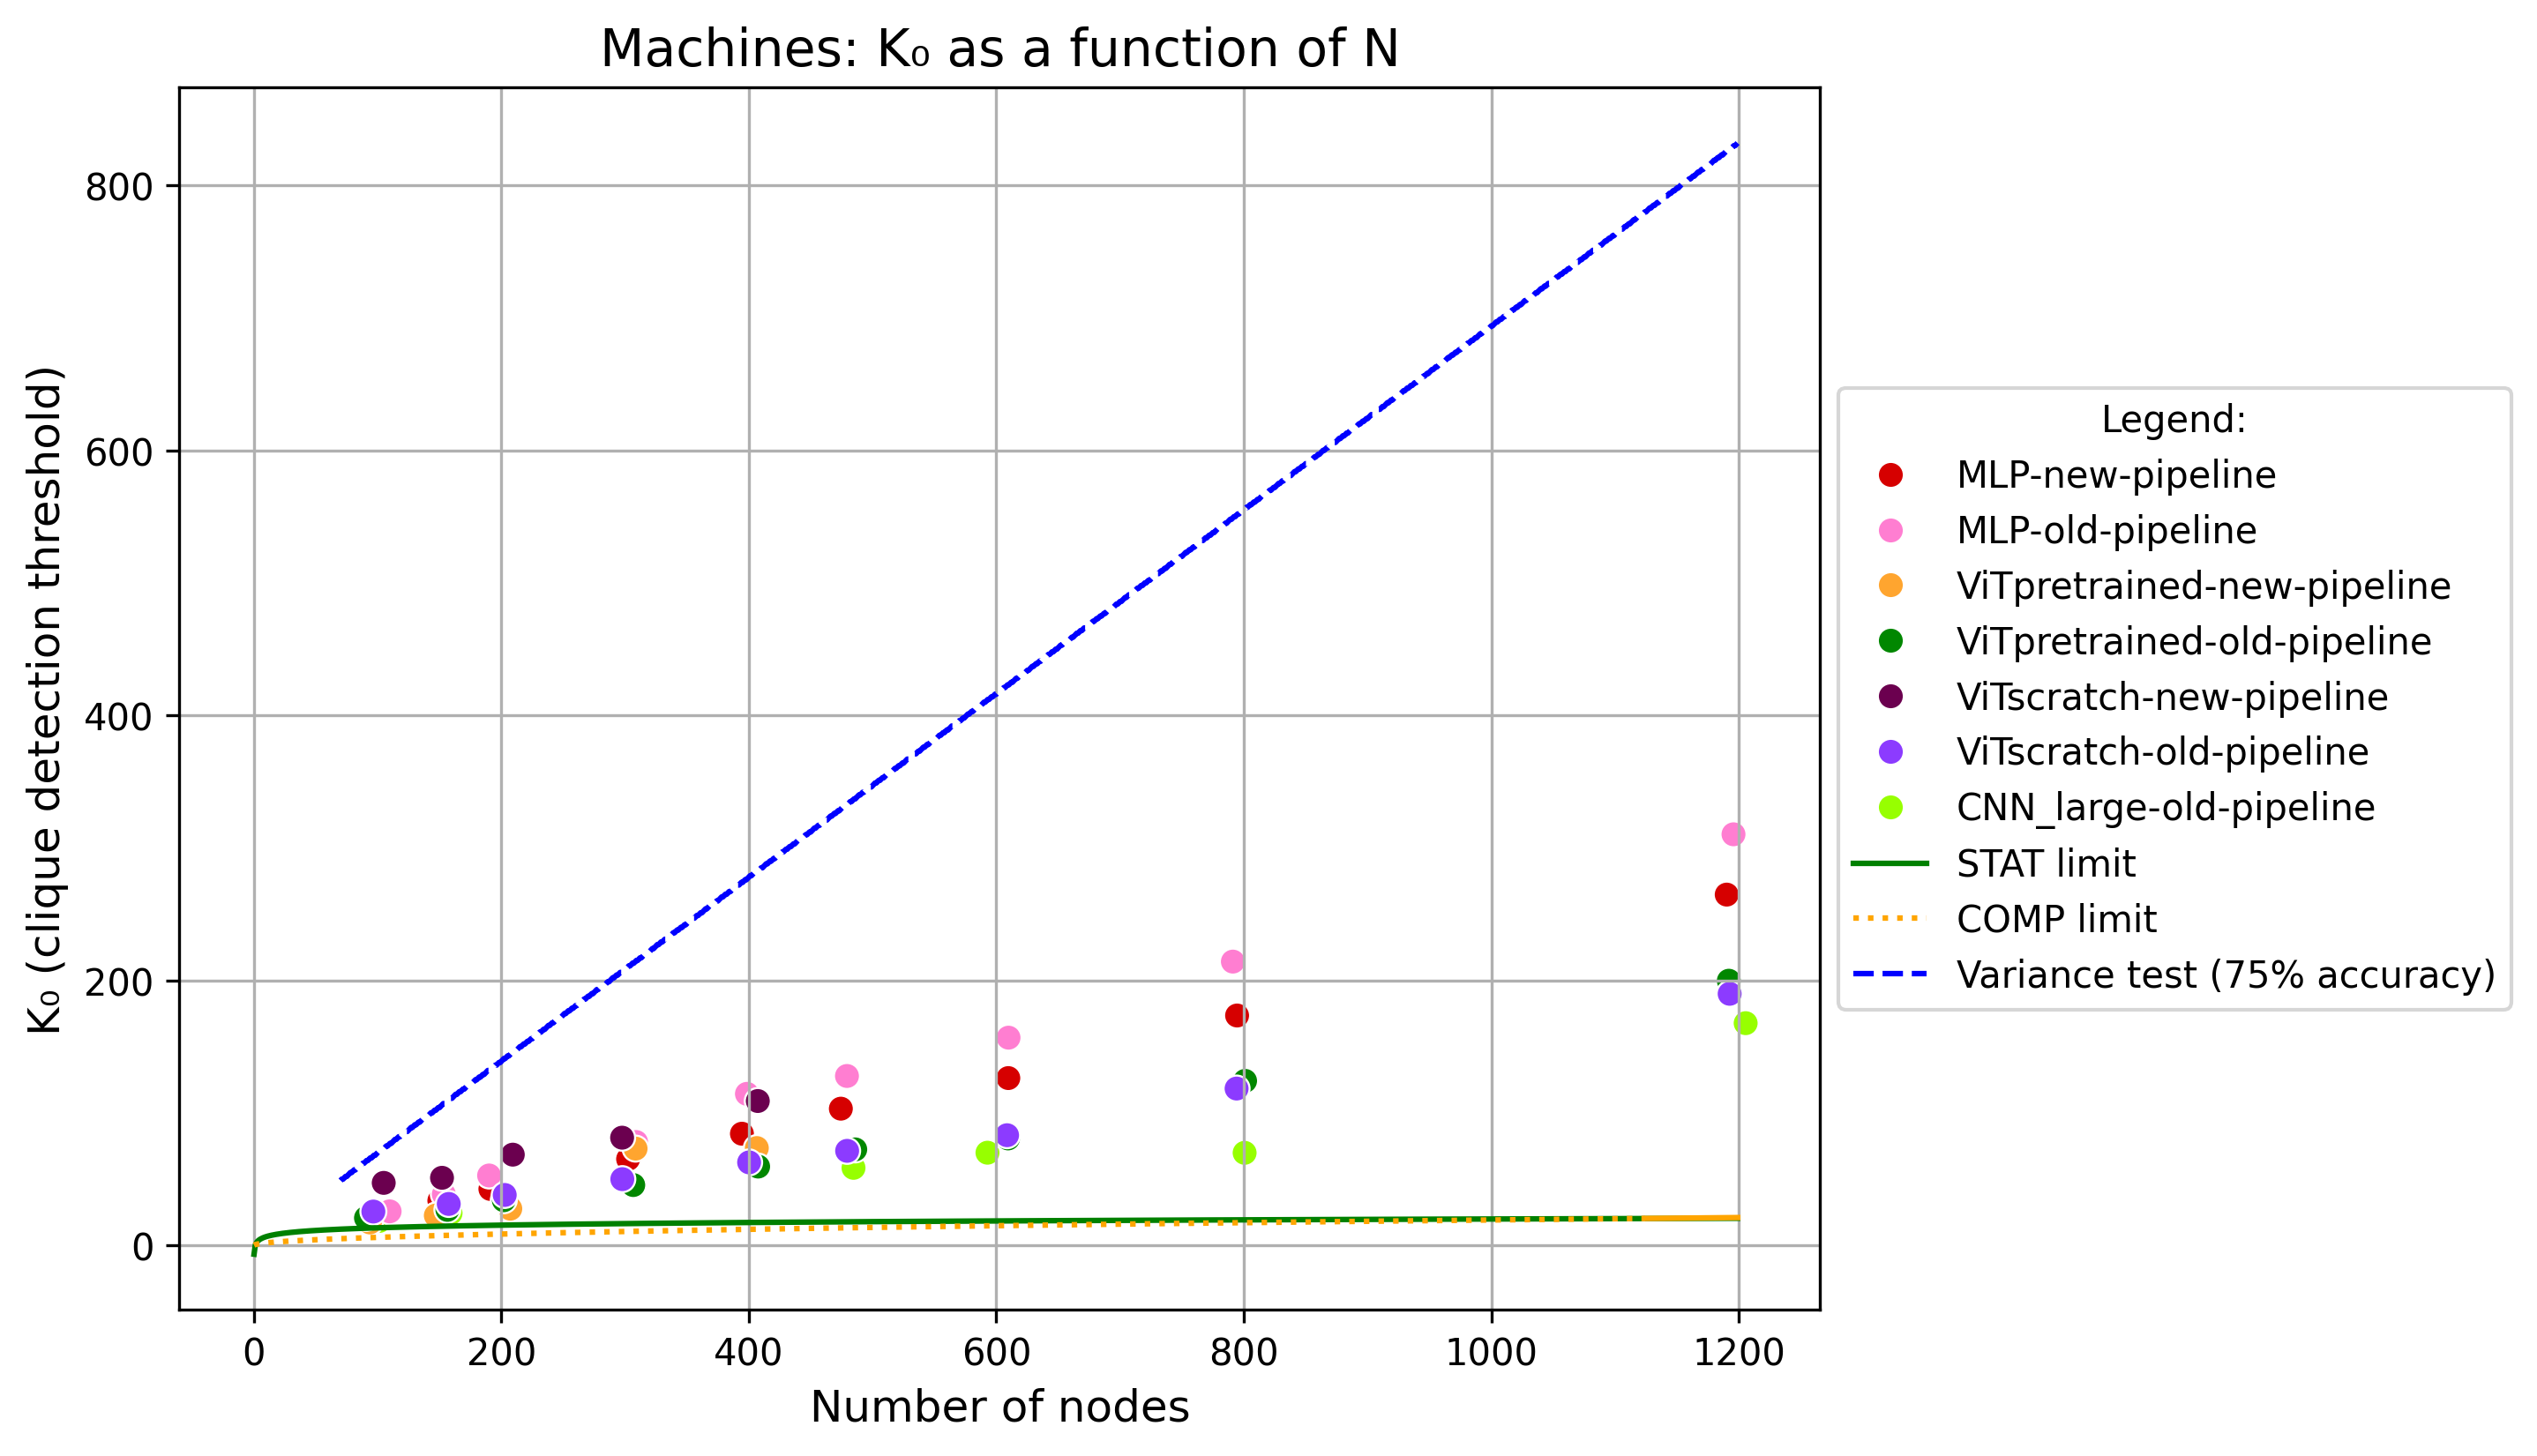 Machines: K₀ as a function of N
K₀ (clique detection threshold)
800
600
400
200
0
0 200 400 600 800 1000 1200
Number of nodes
Legend:
MLP-new-pipeline
MLP-old-pipeline
ViTpretrained-new-pipeline
ViTpretrained-old-pipeline
ViTscratch-new-pipeline
ViTscratch-old-pipeline
CNN_large-old-pipeline
STAT limit
COMP limit
Variance test (75% accuracy)